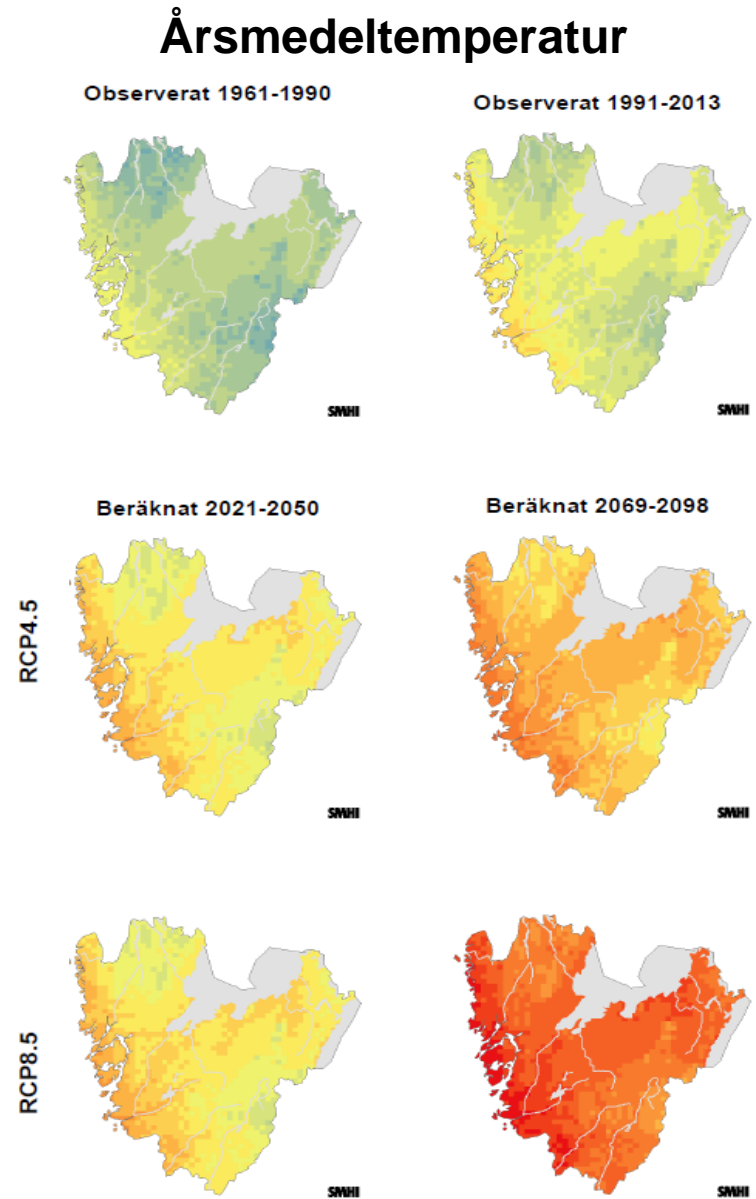 Årsmedeltemperatur
Observerat 1961-1990
Observerat 1991-2013
SMHI
SMHI
Beräknat 2021-2050
Beräknat 2069-2098
RCP4.5
SMHI
SMHI
RCP8.5
SMHI
SMHI